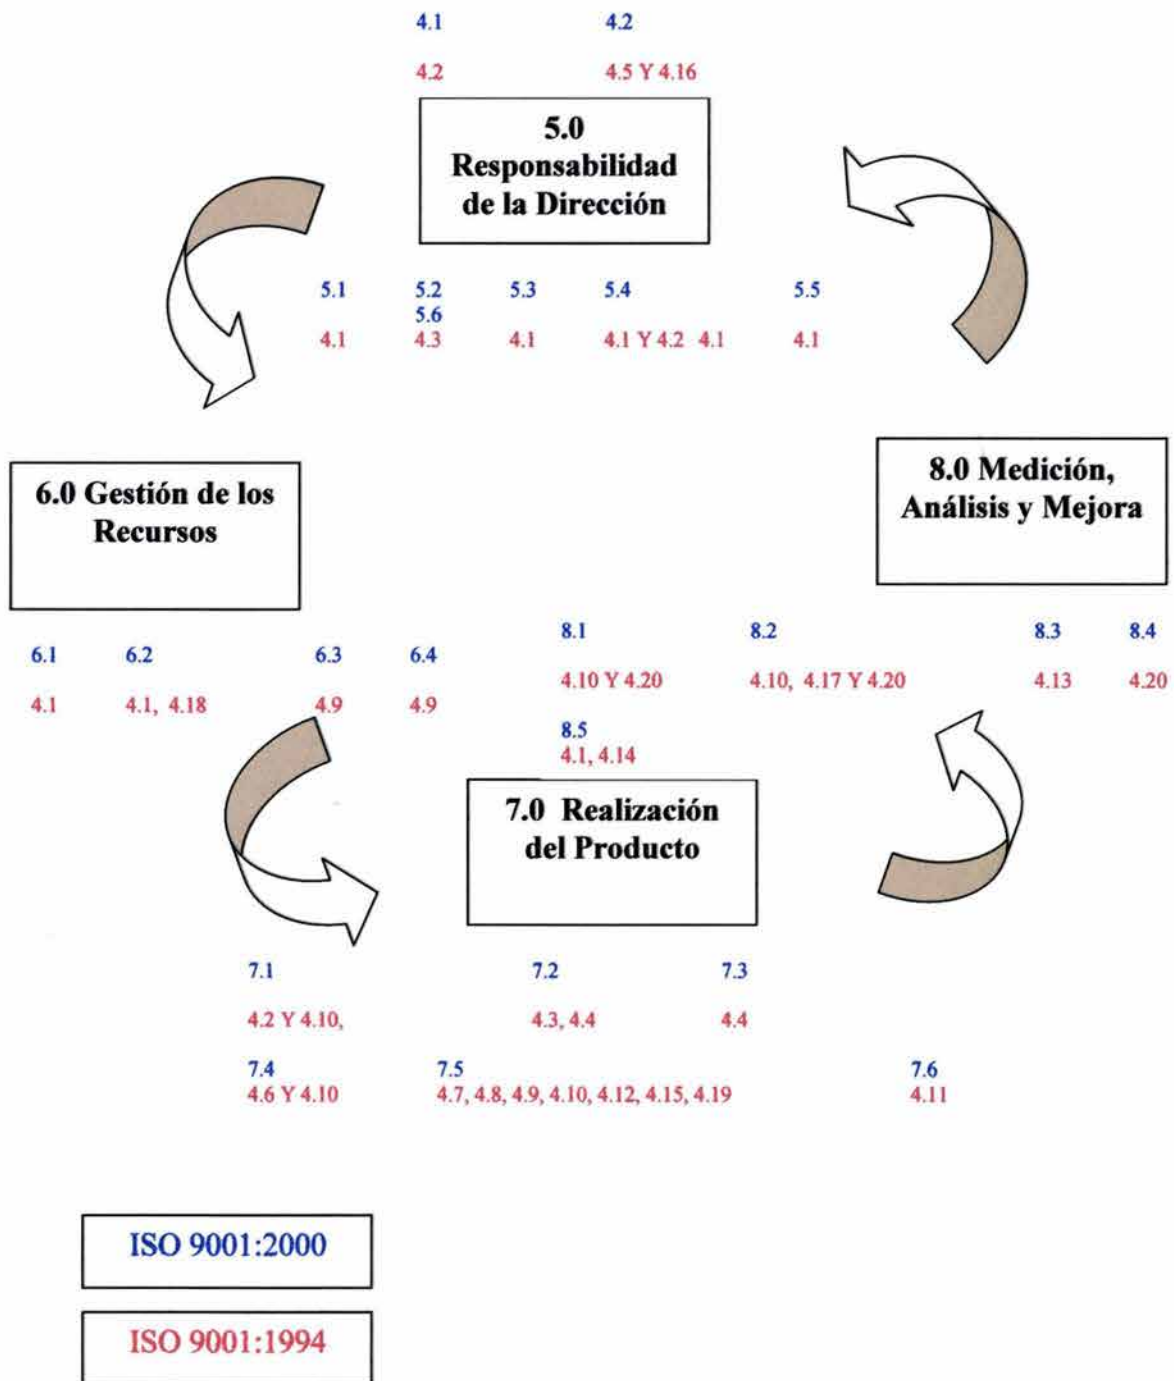 4.1 4.2
4.2 4.5 Y 4.16
5.0
Responsabilidad
de la Dirección
5.1 5.2 5.3 5.4 5.5
5.6
4.1 4.3 4.1 4.1 Y 4.2 4.1 4.1
6.0 Gestión de los
Recursos
8.0 Medición,
Análisis y Mejora
6.1 6.2 6.3 6.4
4.1 4.1, 4.18 4.9 4.9
8.1 8.2 8.3 8.4
4.10 Y 4.20 4.10, 4.17 Y 4.20 4.13 4.20
8.5
4.1, 4.14
7.0 Realización
del Producto
7.1 7.2 7.3
4.2 Y 4.10, 4.3, 4.4 4.4
7.4 7.5 7.6
4.6 Y 4.10 4.7, 4.8, 4.9, 4.10, 4.12, 4.15, 4.19 4.11
ISO 9001:2000
ISO 9001:1994